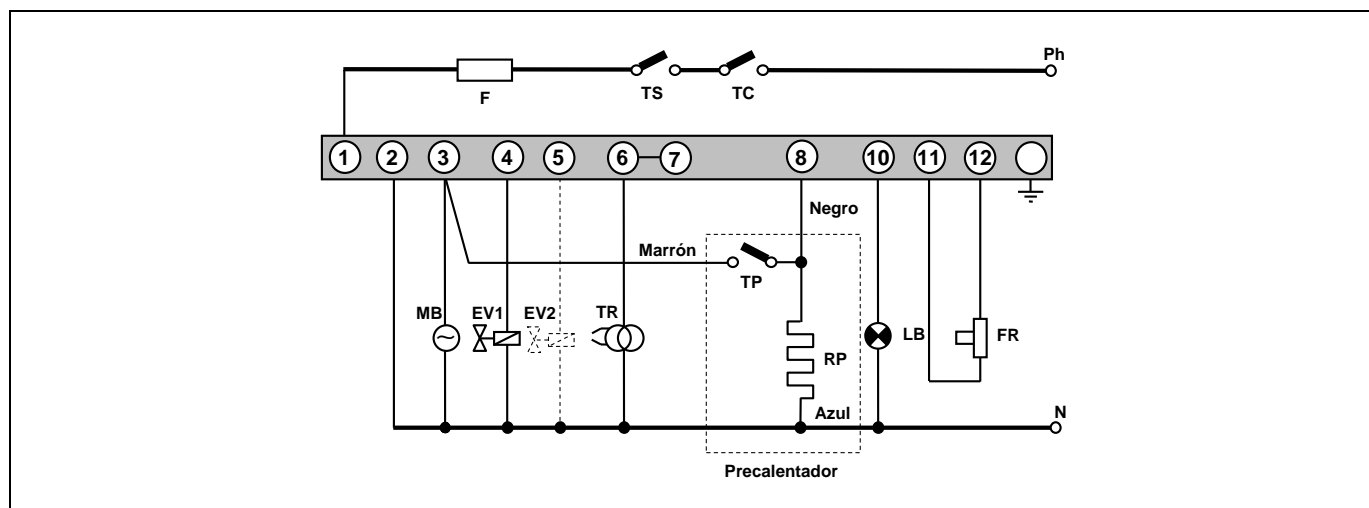 Ph
F
TS
TC
1 2 3 4 5 6 7 8 10 11 12
Negro
Marrón
TP
MB
EV1
EV2
TR
RP
LB
FR
Azul
N
Precalentador